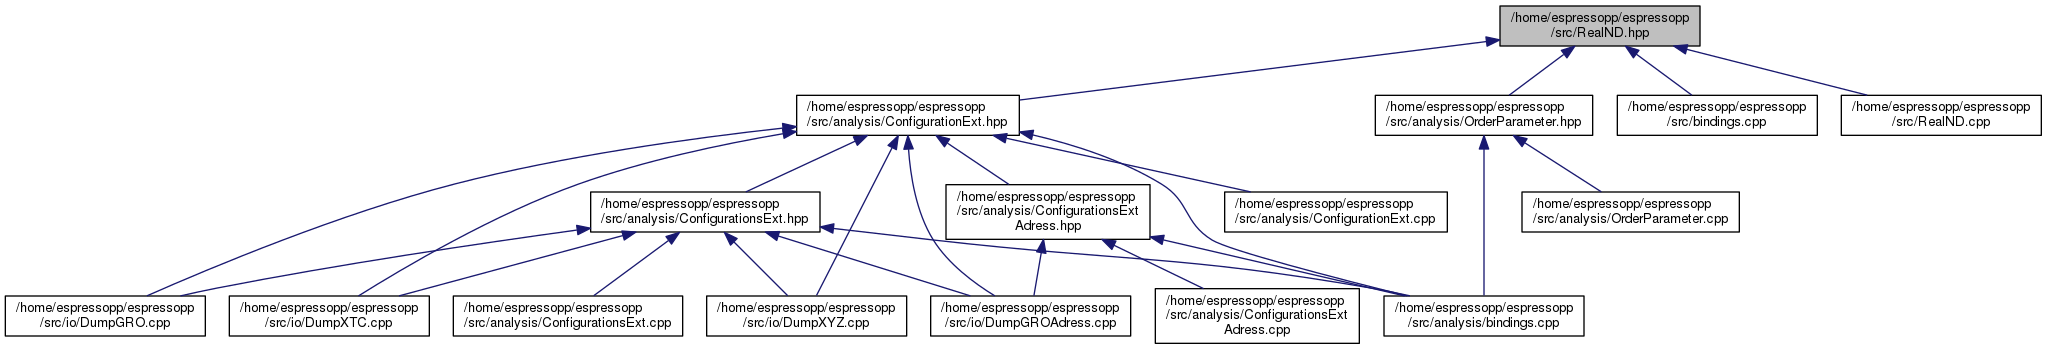 /home/espressopp/espressopp
/src/RealND.hpp
/home/espressopp/espressopp
/src/analysis/ConfigurationExt.hpp
/home/espressopp/espressopp
/src/analysis/OrderParameter.hpp
/home/espressopp/espressopp
/src/bindings.cpp
/home/espressopp/espressopp
/src/RealND.cpp
/home/espressopp/espressopp
/src/analysis/ConfigurationsExt.hpp
/home/espressopp/espressopp
/src/analysis/ConfigurationsExt
Adress.hpp
/home/espressopp/espressopp
/src/analysis/ConfigurationExt.cpp
/home/espressopp/espressopp
/src/analysis/OrderParameter.cpp
/home/espressopp/espressopp
/src/io/DumpGRO.cpp
/home/espressopp/espressopp
/src/io/DumpXTC.cpp
/home/espressopp/espressopp
/src/analysis/ConfigurationsExt.cpp
/home/espressopp/espressopp
/src/io/DumpXYZ.cpp
/home/espressopp/espressopp
/src/io/DumpGROAdress.cpp
/home/espressopp/espressopp
/src/analysis/ConfigurationsExt
Adress.cpp
/home/espressopp/espressopp
/src/analysis/bindings.cpp